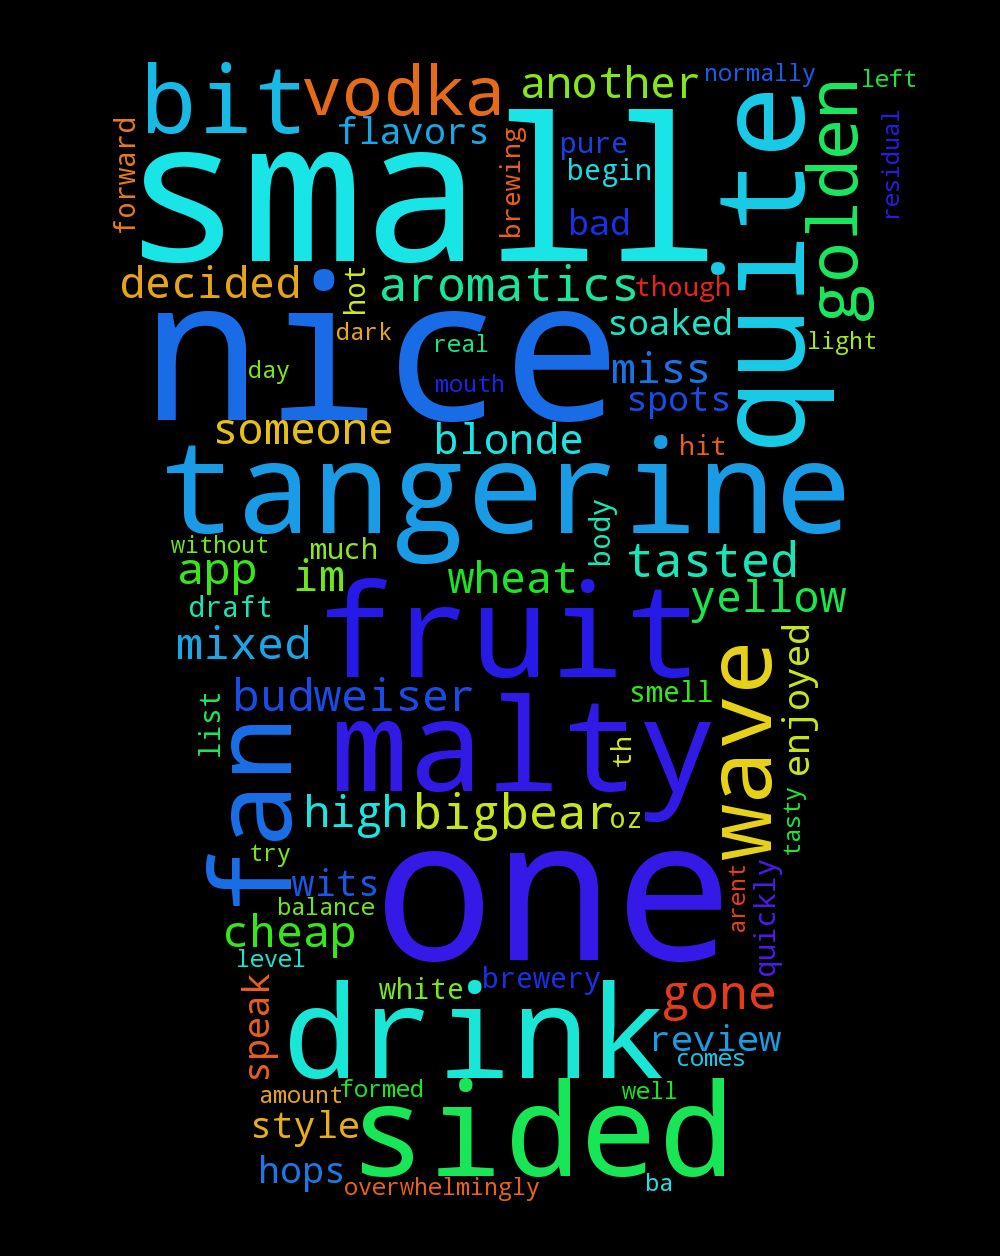 bit
vodka
another
normally
left
forward
flavors
small
brewing
pure
begin
bad
quite
golden
residual
decided
nice
hot
aromatics
though
soaked
dark
real
light
day
mouth
miss
spots
someone
blonde
hit
tangerine
without
much
body
app
im
wheat
tasted
draft
fruit
yellow
mixed
list
budweiser
smell
wave
enjoyed
fan
malty
th
high
bigbear
oz
tasty
try
wits
one
arent
quickly
balance
cheap
level
speak
white
brewery
gone
drink
review
comes
amount
formed
well
style
sided
hops
overwhelmingly
ba